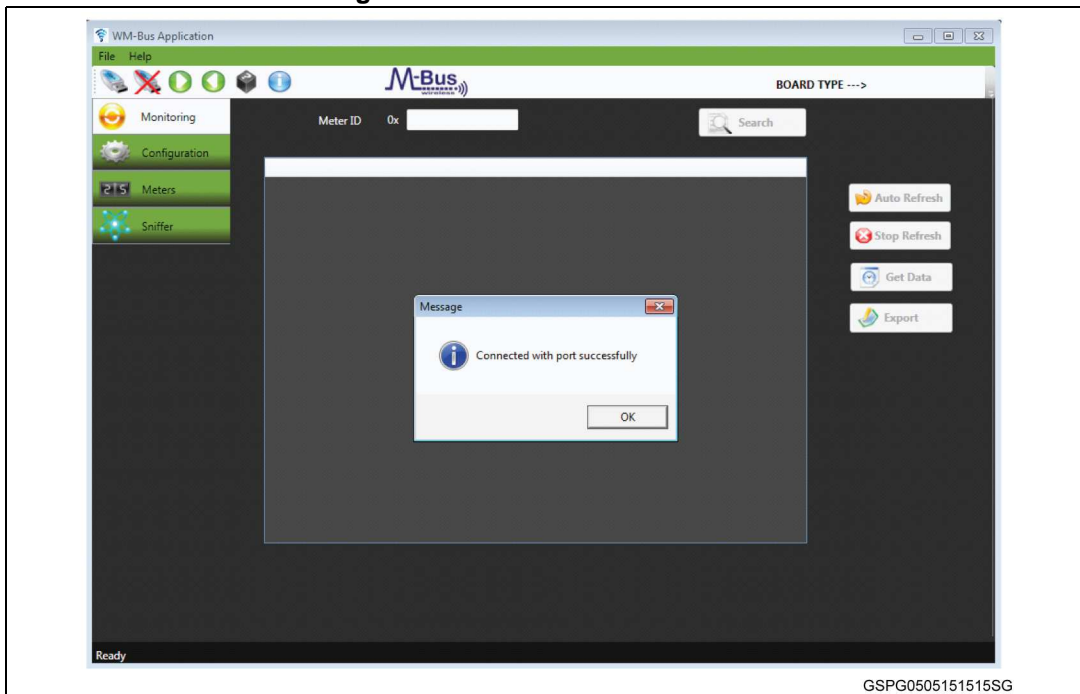 WM-Bus Application
File Help
M-Bus
wireless
BOARD TYPE --->
Monitoring
Meter ID 0x
Search
Configuration
Meters
Auto Refresh
Sniffer
Stop Refresh
Get Data
Message
Export
Connected with port successfully
OK
Ready
GSPG0505151515SG